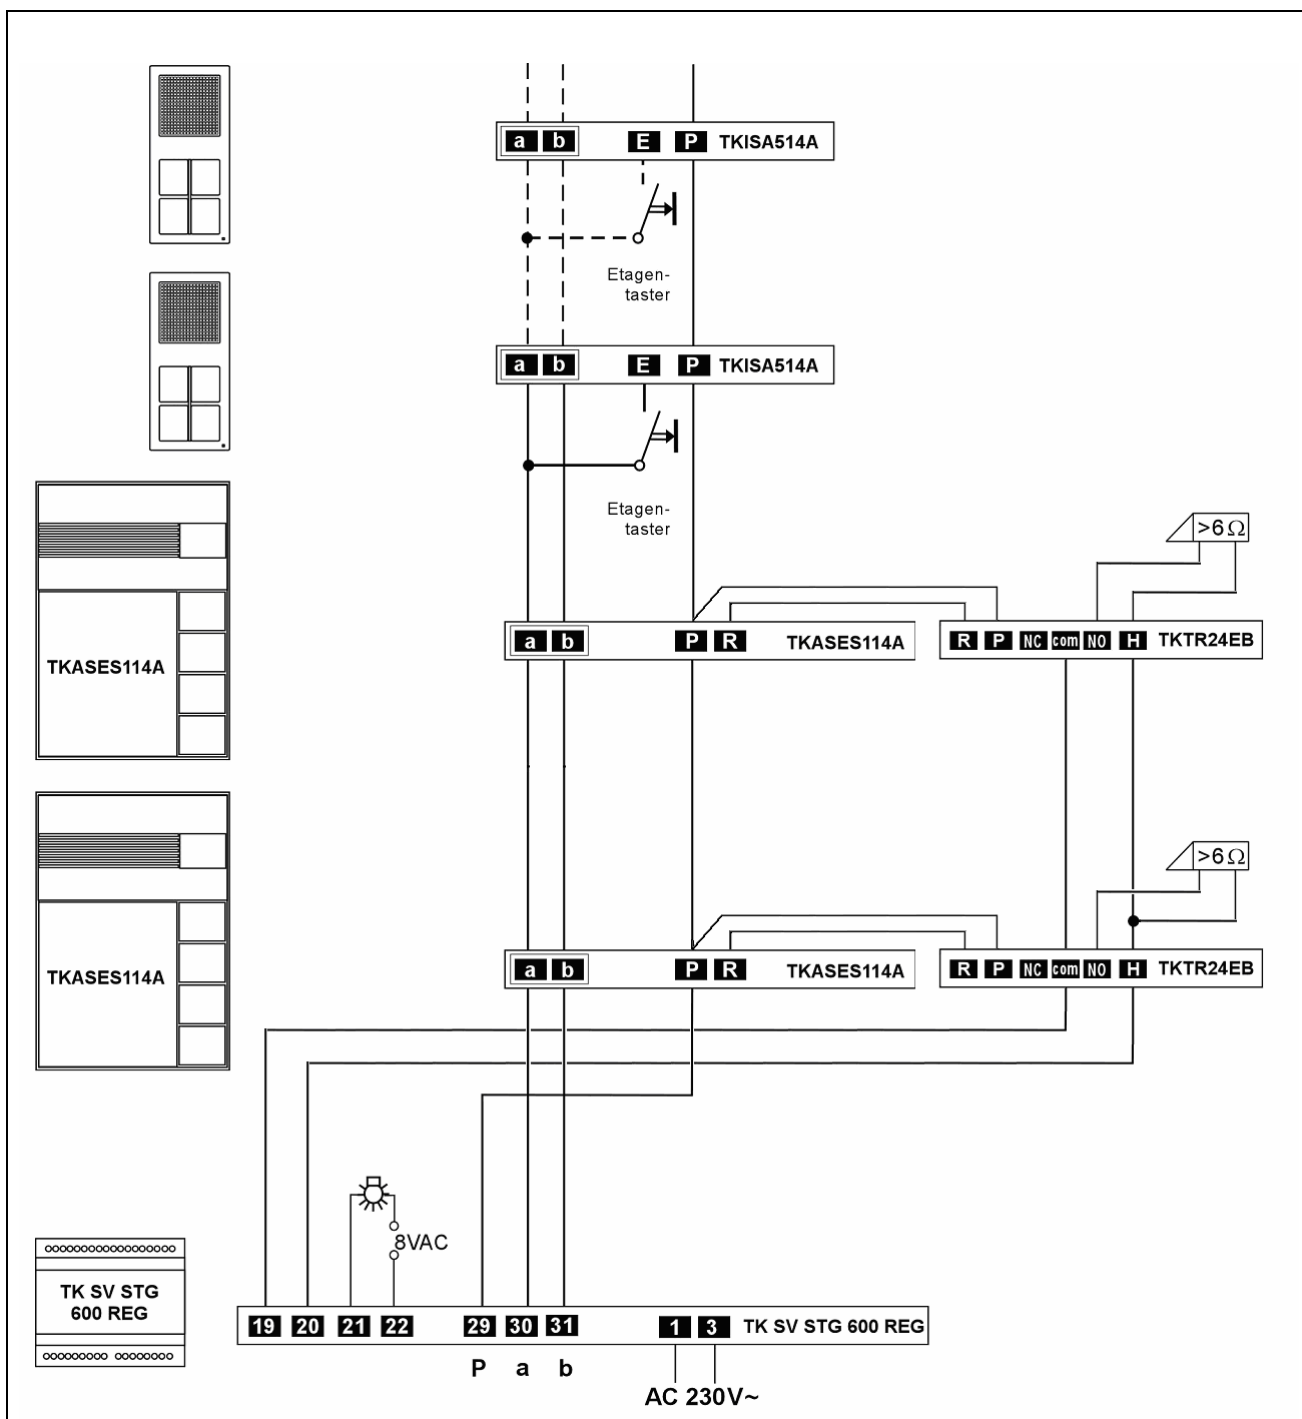 a b E P TKISA514A
Etagen-
taster
a b E P TKISA514A
Etagen-
taster
>6Ω
a b P R TKASES114A
R P NC com NO H TKTR24EB
TKASES114A
>6Ω
a b P R TKASES114A
R P NC com NO H TKTR24EB
TKASES114A
8VAC
TK SV STG
600 REG
19 20 21 22 29 30 31 1 3 TK SV STG 600 REG
P a b
AC 230V~